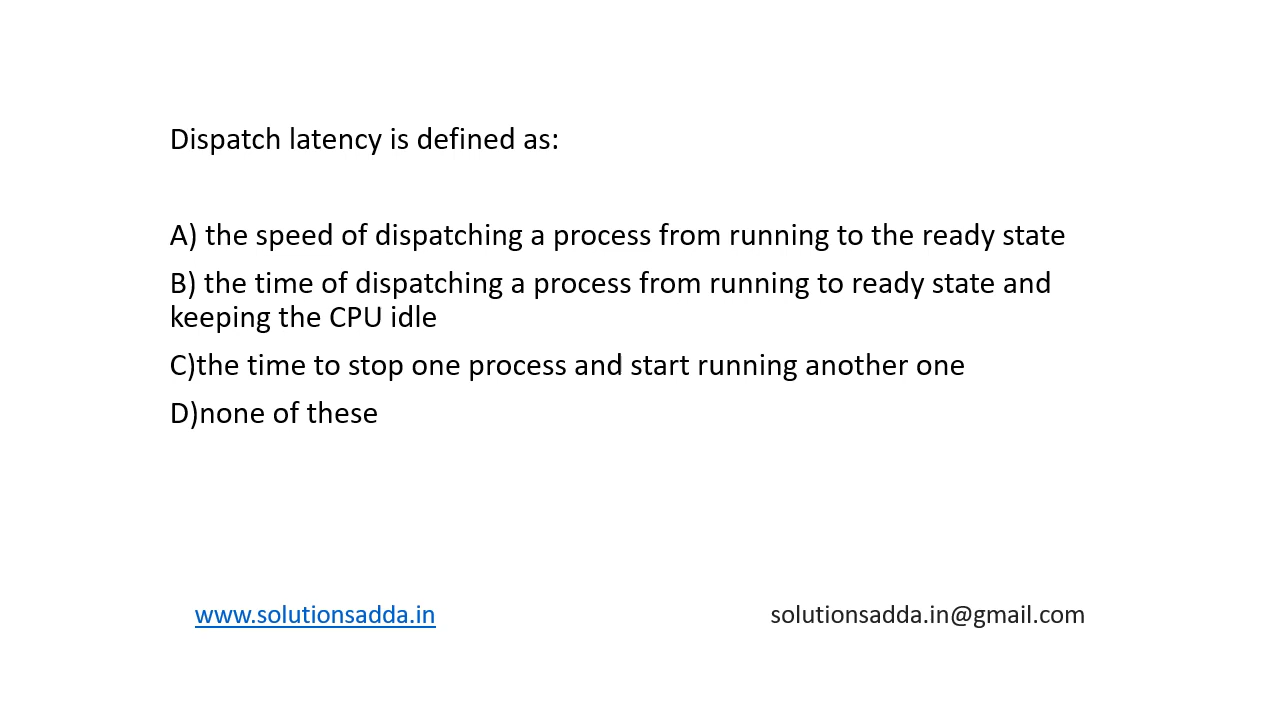 Dispatch latency is defined as:
A) the speed of dispatching a process from running to the ready state
B) the time of dispatching a process from running to ready state and
keeping the CPU idle
C)the time to stop one process and start running another one
D)none of these
www.solutionsadda.in
solutionsadda.in@gmail.com